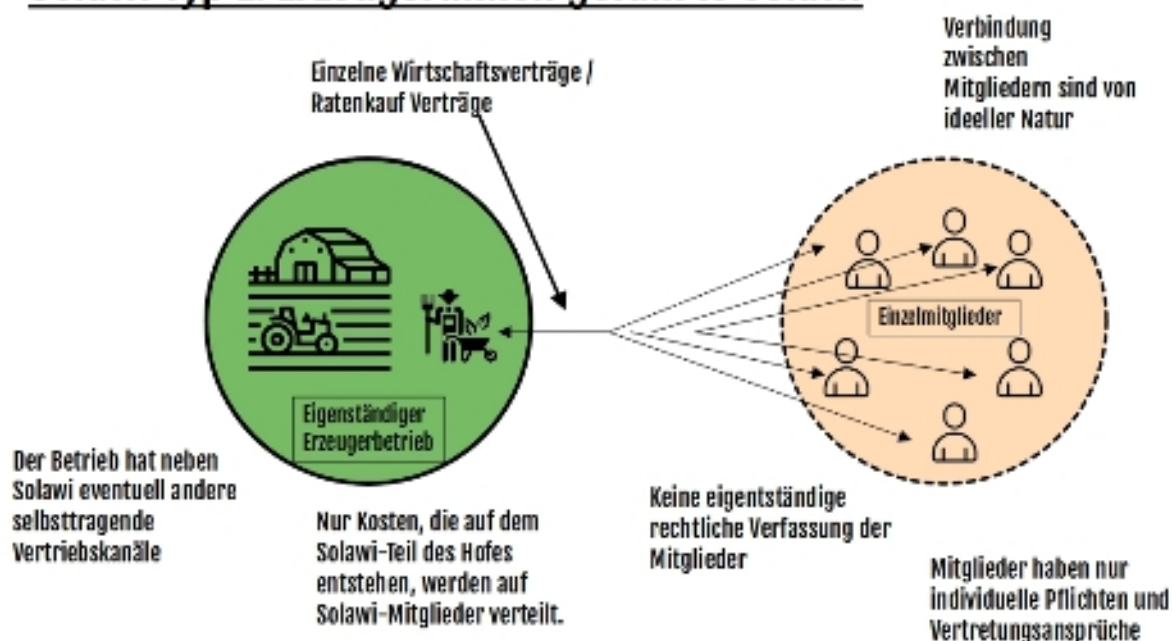 Einzelne Wirtschaftsverträge /
Ratenkauf Verträge
Verbindung
zwischen
Mitgliedern sind von
ideeller Natur
Einzelmitglieder
Eigenständiger
Erzeugerbetrieb
Der Betrieb hat neben
Solawi eventuell andere
selbsttragende
Vertriebskanäle
Nur Kosten, die auf dem
Solawi-Teil des Hofes
entstehen, werden auf
Solawi-Mitglieder verteilt.
Keine eigentständige
rechtliche Verfassung der
Mitglieder
Mitglieder haben nur
individuelle Pflichten und
Vertretungsansprüche